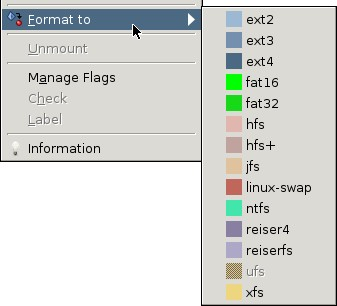 Format to
Unmount
Manage Flags
Check
Label
Information
ext2
ext3
ext4
fat16
fat32
hfs
hfs+
jfs
linux-swap
ntfs
reiser4
reiserfs
ufs
xfs